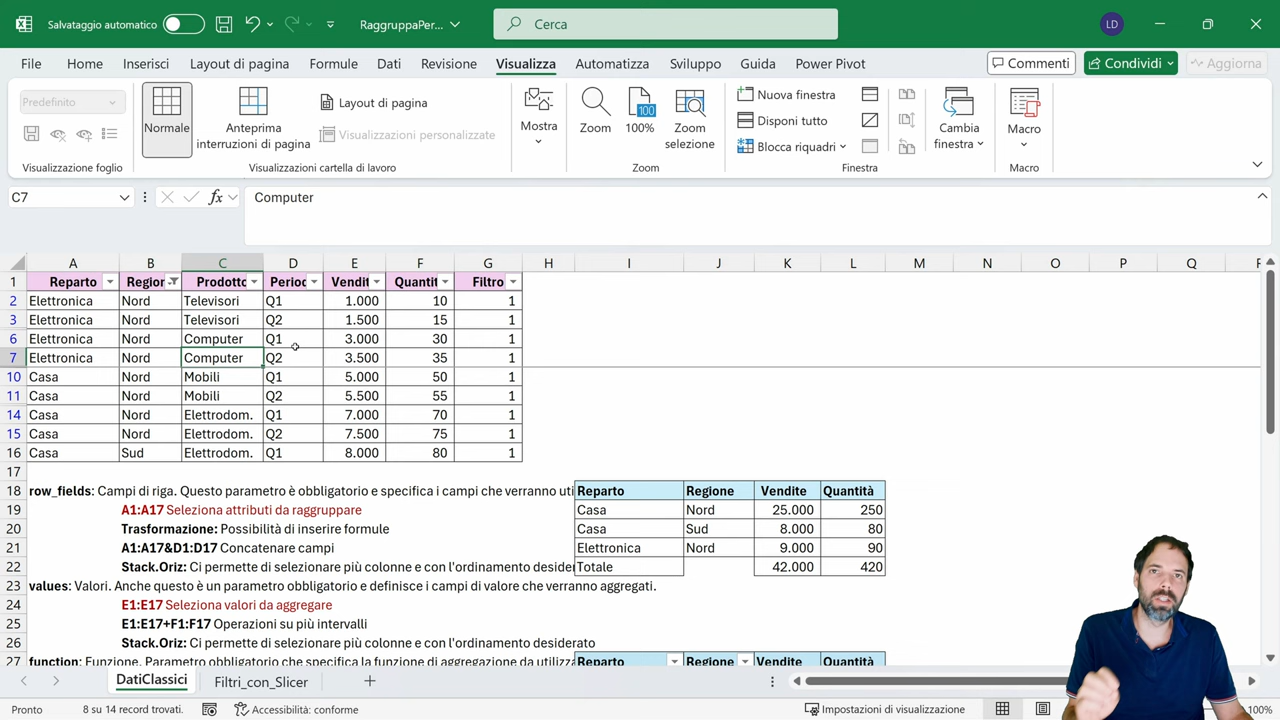 Salvataggio automatico
RaggruppaPer...
Cerca
LD
File Home Inserisci Layout di pagina Formule Dati Revisione Visualizza Automatizza Sviluppo Guida Power Pivot
Commenti Condividi Aggiorna
Predefinito
Visualizzazione foglio
Normale
Anteprima
interruzioni di pagina
Layout di pagina
Visualizzazioni personalizzate
Visualizzazioni cartella di lavoro
Mostra
Zoom
100
100%
Zoom
selezione
Zoom
Nuova finestra
Disponi tutto
Blocca riquadri
Cambia
finestra
Finestra
Macro
Macro
C7 fx Computer
A B C D E F G H I J K L M N O P Q
1 Reparto Region Prodotto Period Vendit Quantit Filtro
2 Elettronica Nord Televisori Q1 1.000 10 1
3 Elettronica Nord Televisori Q2 1.500 15 1
6 Elettronica Nord Computer Q1 3.000 30 1
7 Elettronica Nord Computer Q2 3.500 35 1
10 Casa Nord Mobili Q1 5.000 50 1
11 Casa Nord Mobili Q2 5.500 55 1
14 Casa Nord Elettrodom. Q1 7.000 70 1
15 Casa Nord Elettrodom. Q2 7.500 75 1
16 Casa Sud Elettrodom. Q1 8.000 80 1
17
18 row_fields: Campi di riga. Questo parametro è obbligatorio e specifica i campi che verranno uti Reparto Regione Vendite Quantità
19 A1:A17 Seleziona attributi da raggruppare Casa Nord 25.000 250
20 Trasformazione: Possibilità di inserire formule Casa Sud 8.000 80
21 A1:A17&D1:D17 Concatenare campi Elettronica Nord 9.000 90
22 Stack.Oriz: Ci permette di selezionare più colonne e con l'ordinamento desider Totale 42.000 420
23 values: Valori. Anche questo è un parametro obbligatorio e definisce i campi di valore che verranno aggregati.
24 E1:E17 Seleziona valori da aggregare
25 E1:E17+F1:F17 Operazioni su più intervalli
26 Stack.Oriz: Ci permette di selezionare più colonne e con l'ordinamento desiderato
27 function: Funzione. Parametro obbligatorio che specifica la funzione di aggregazione da utilizza Reparto Regione Vendite Quantità
DatiClassici Filtri_con_Slicer
Pronto 8 su 14 record trovati. Accessibilità: conforme Impostazioni di visualizzazione 100%